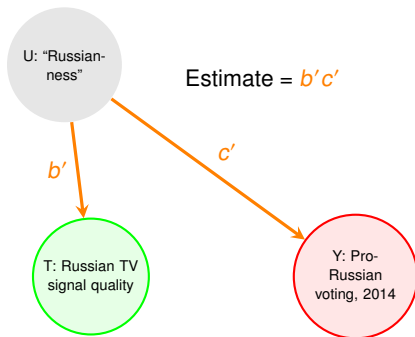 U: “Russian-
ness”
Estimate = b′c′
b′
c′
T: Russian TV
signal quality
Y: Pro-
Russian
voting, 2014